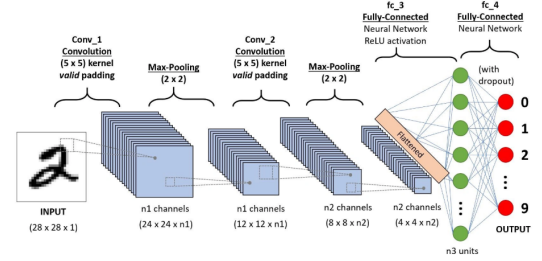 fc_3
Fully-Connected
Neural Network
ReLU activation
fc_4
Fully-Connected
Neural Network
Conv_1
Convolution
(5 x 5) kernel
valid padding
Max-Pooling
(2 x 2)
Conv_2
Convolution
(5 x 5) kernel
valid padding
Max-Pooling
(2 x 2)
(with
dropout)
Flattened
0
1
2
9
INPUT
(28 x 28 x 1)
n1 channels
(24 x 24 x n1)
n1 channels
(12 x 12 x n1)
n2 channels
(8 x 8 x n2)
n2 channels
(4 x 4 x n2)
OUTPUT
n3 units